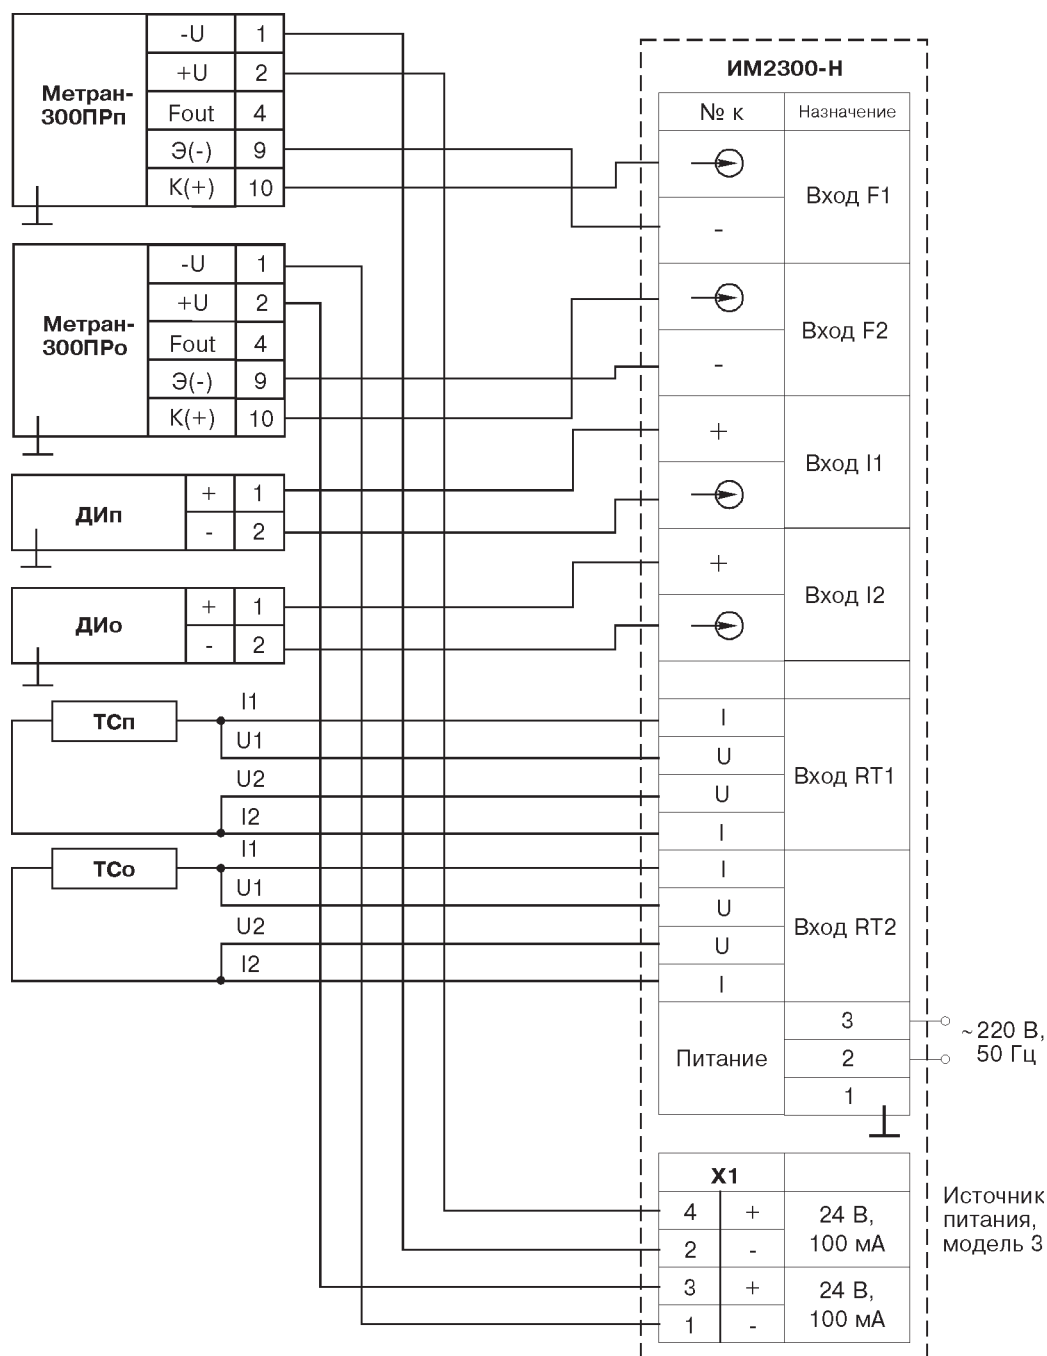 Метран-
300ПРп
-U 1
+U 2
Fout 4
Э(-) 9
К(+) 10
Метран-
300ПРо
-U 1
+U 2
Fout 4
Э(-) 9
К(+) 10
ДИп
+ 1
- 2
ДИо
+ 1
- 2
ТСп
I1
U1
U2
I2
ТСо
I1
U1
U2
I2
ИМ2300-Н
№ к Назначение
-
Вход F1
-
Вход F2
+
Вход I1
+
Вход I2
I
U
U
I
Вход RT1
I
U
U
I
Вход RT2
Питание
3
2
1
~220 В,
50 Гц
X1
4 +
2 -
24 В,
100 мА
3 +
1 -
24 В,
100 мА
Источник
питания,
модель 3